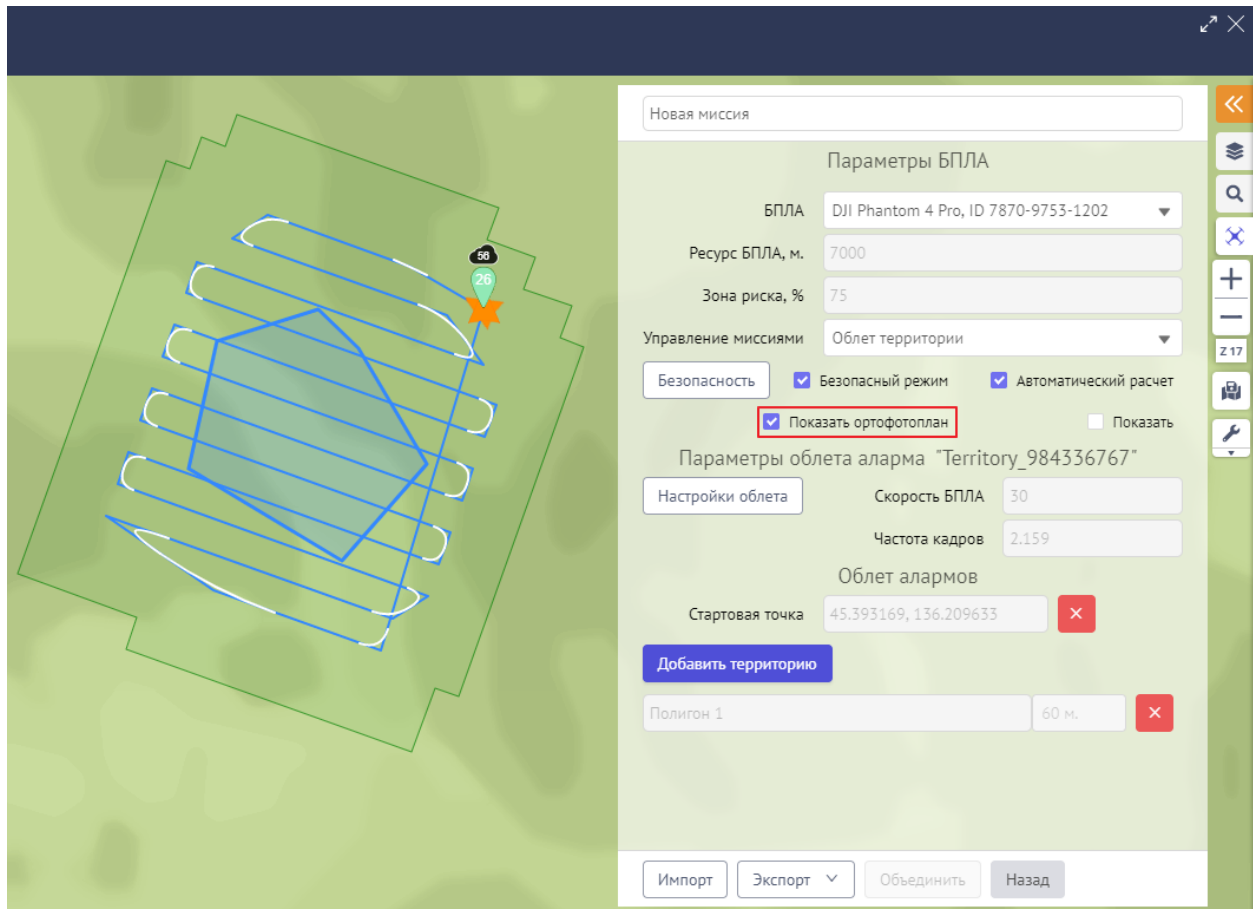 Новая миссия
Параметры БПЛА
БПЛА DJI Phantom 4 Pro, ID 7870-9753-1202
Ресурс БПЛА, м. 7000
Зона риска, % 75
Управление миссиями Облет территории
Безопасность Безопасный режим Автоматический расчет
Показать ортофотоплан Показать
Параметры облета аларма "Territory_984336767"
Настройки облета Скорость БПЛА 30
Частота кадров 2.159
Облет алармов
Стартовая точка 45.393169, 136.209633
Добавить территорию
Полигон 1 60 м.
Импорт Экспорт Объединить Назад
56
26
Z 17